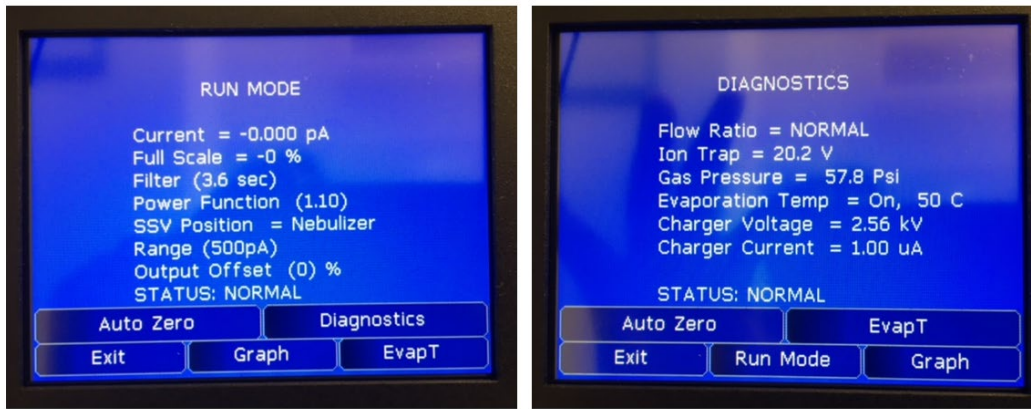 RUN MODE
Current = -0.000 pA
Full Scale = -0 %
Filter (3.6 sec)
Power Function (1.10)
SSV Position = Nebulizer
Range (500pA)
Output Offset (0) %
STATUS: NORMAL
Auto Zero
Diagnostics
Exit
Graph
EvapT
DIAGNOSTICS
Flow Ratio = NORMAL
Ion Trap = 20.2 V
Gas Pressure = 57.8 Psi
Evaporation Temp = On, 50 C
Charger Voltage = 2.56 kV
Charger Current = 1.00 uA
STATUS: NORMAL
Auto Zero
EvapT
Exit
Run Mode
Graph